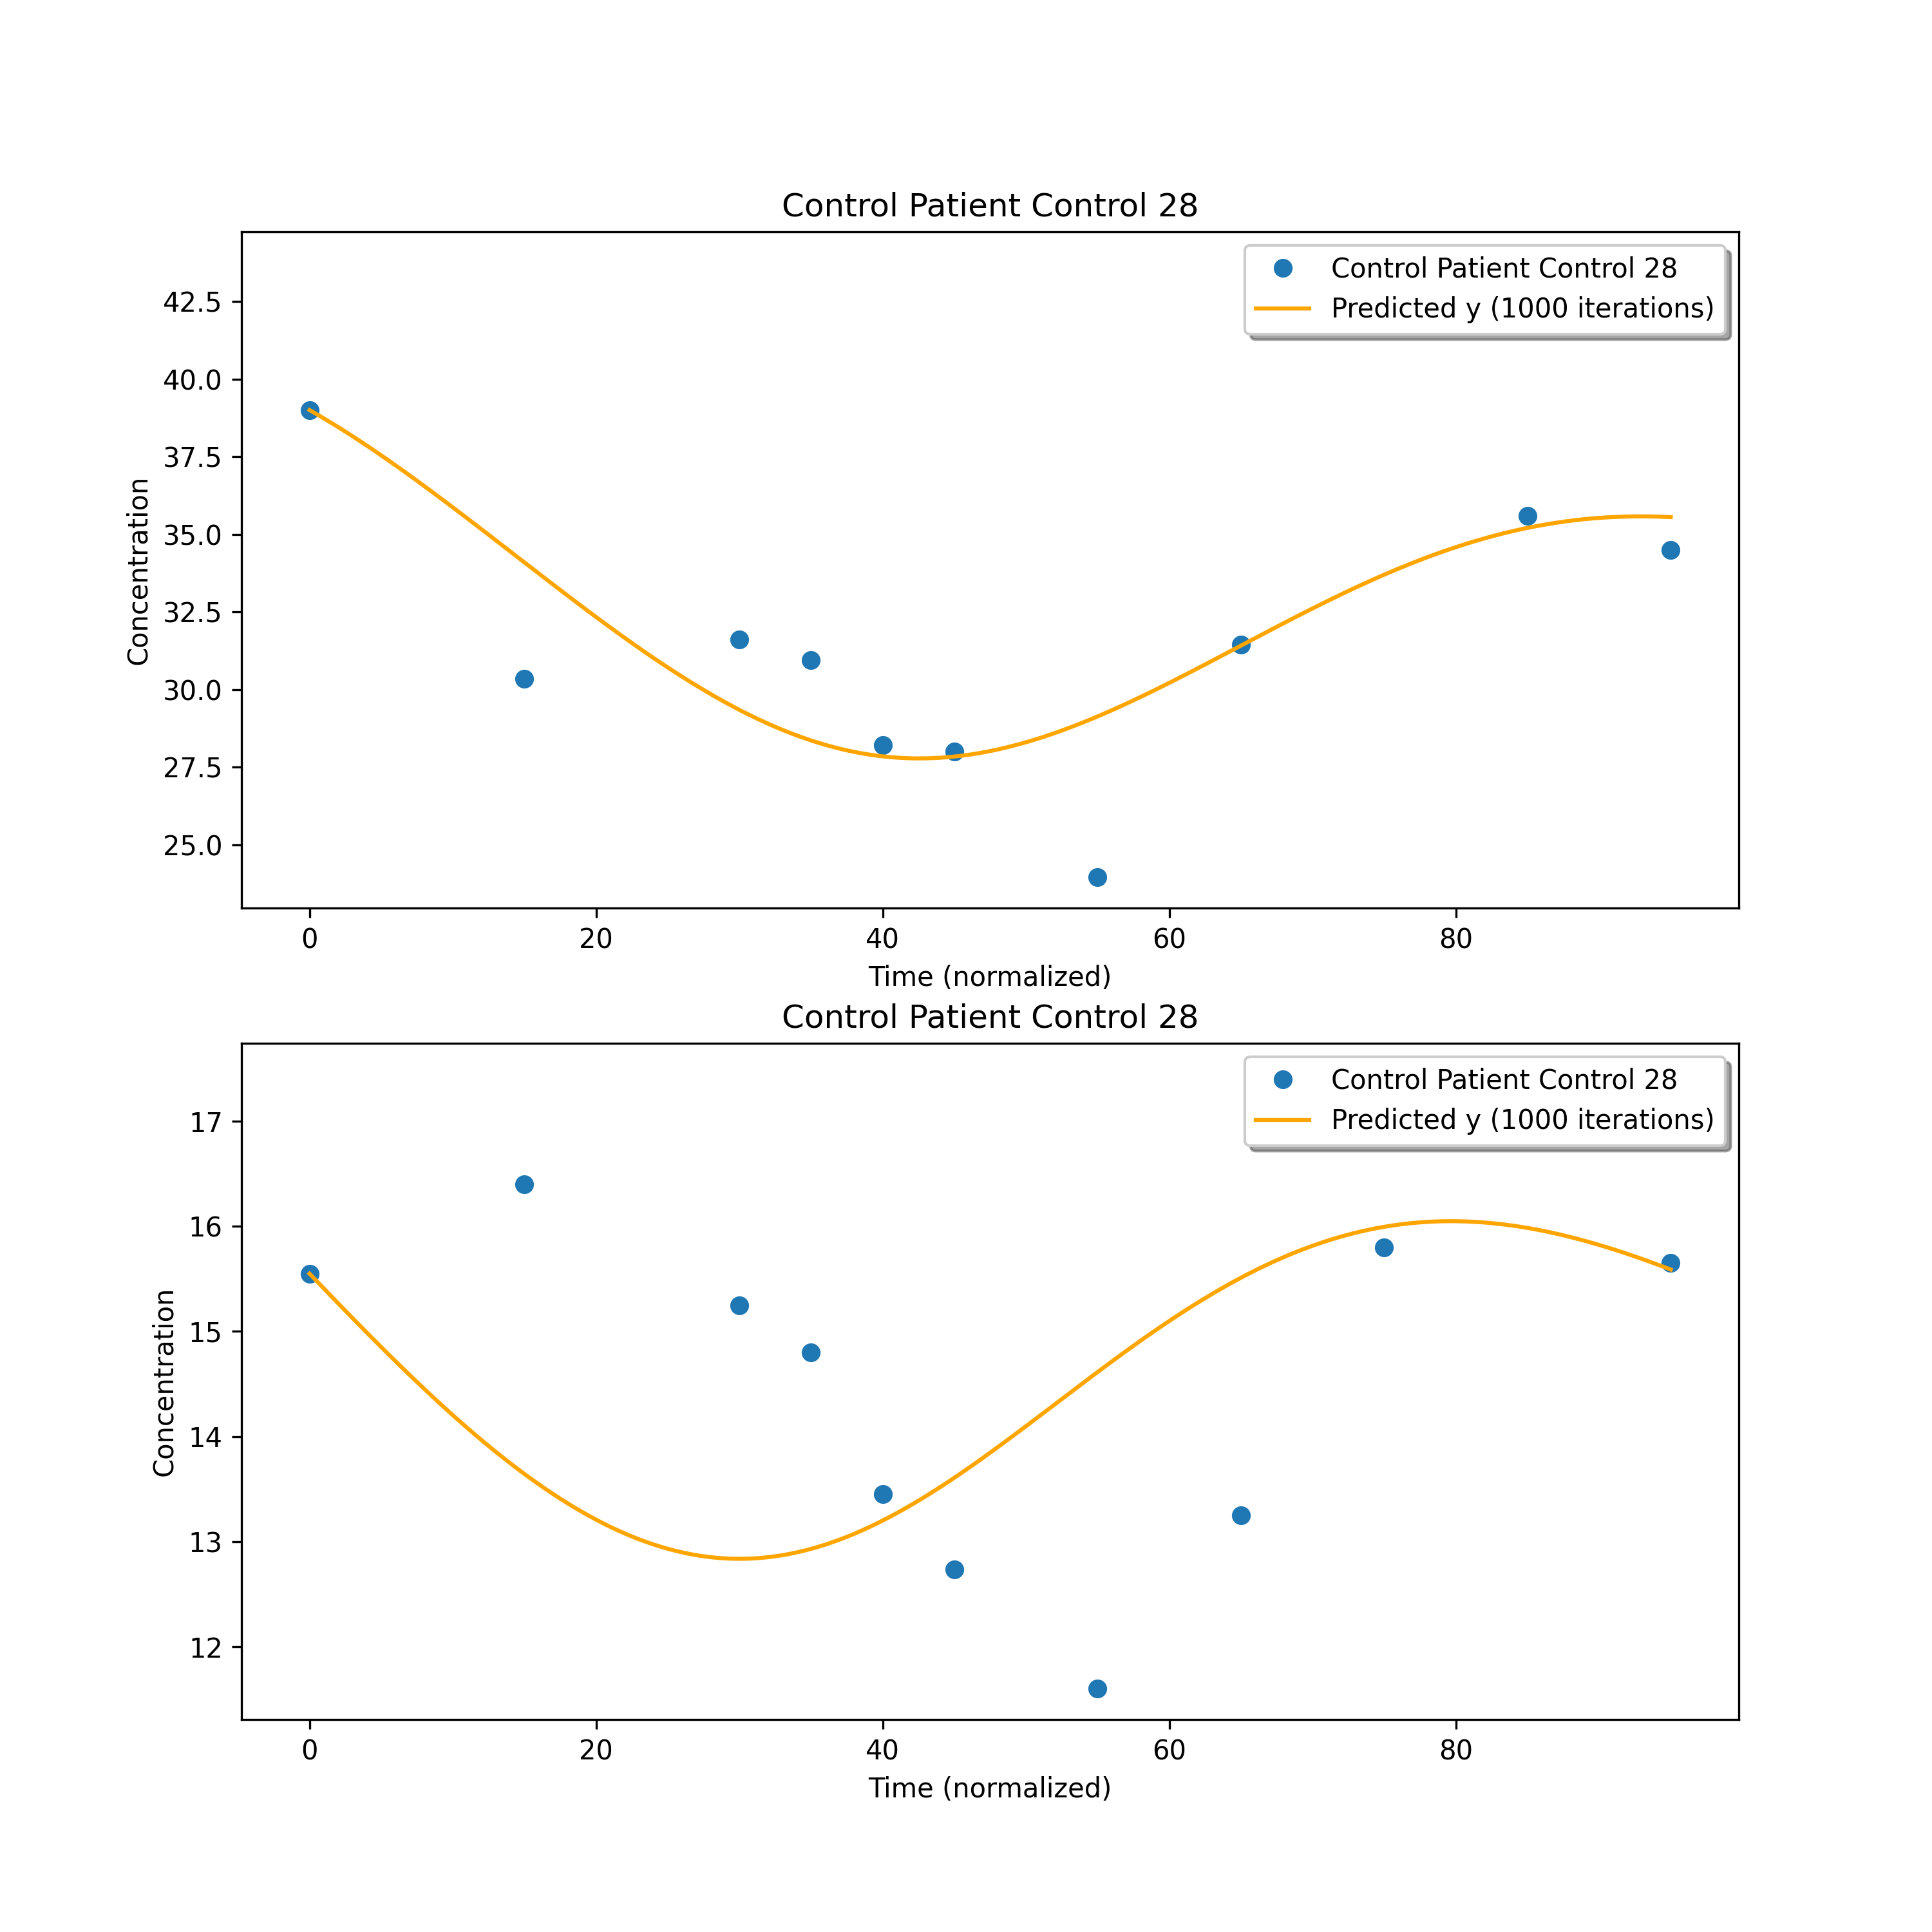 Control Patient Control 28
Control Patient Control 28
Predicted y (1000 iterations)
42.5
40.0
37.5
35.0
32.5
30.0
27.5
25.0
Concentration
0 20 40 60 80
Time (normalized)
Control Patient Control 28
Control Patient Control 28
Predicted y (1000 iterations)
17
16
15
14
13
12
Concentration
0 20 40 60 80
Time (normalized)